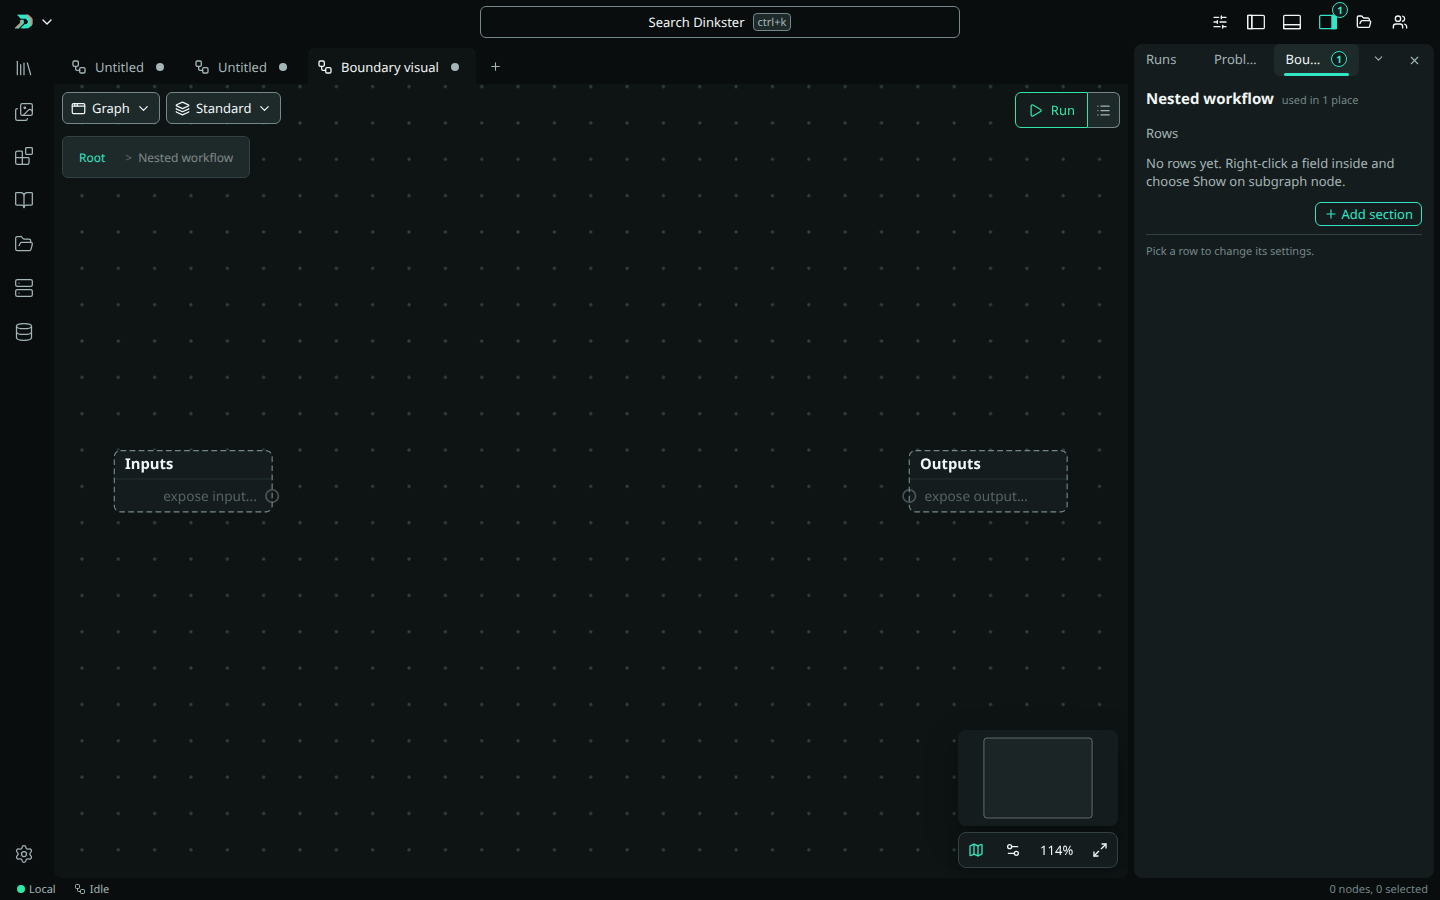 Search Dinkster ctrl+k
1
Untitled
Untitled
Boundary visual
Runs
Probl...
Bou... 1
Graph
Standard
Run
Root > Nested workflow
Nested workflow used in 1 place
Rows
No rows yet. Right-click a field inside and
choose Show on subgraph node.
Add section
Pick a row to change its settings.
Inputs
expose input...
Outputs
expose output...
114%
Local
Idle
0 nodes, 0 selected